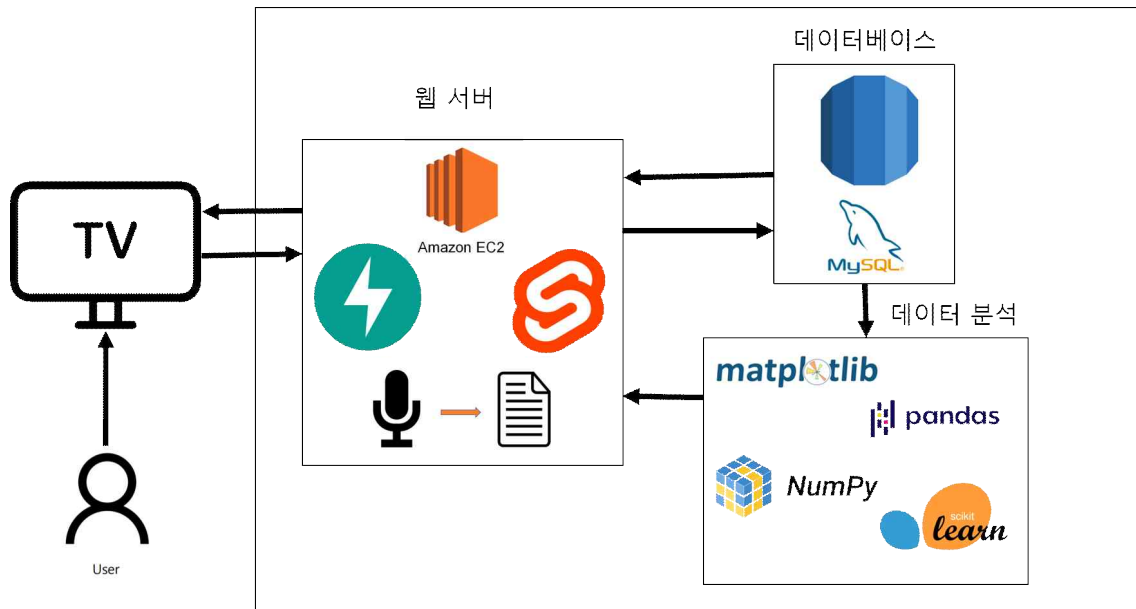 데이터베이스
웹 서버
Amazon EC2
TV
MySQL
데이터 분석
matplotlib
pandas
NumPy
scikit
learn
User